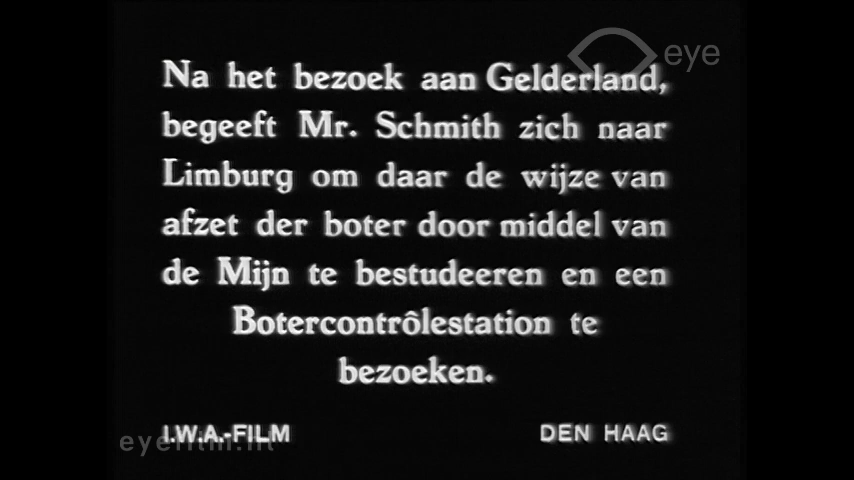 eye
Na het bezoek aan Gelderland,
begeeft Mr. Schmith zich naar
Limburg om daar de wijze van
afzet der boter door middel van
de Mijn te bestudeeren en een
Botercontrôlestation te
bezoeken.
I.W.A.-FILM DEN HAAG
eyefilm.nl